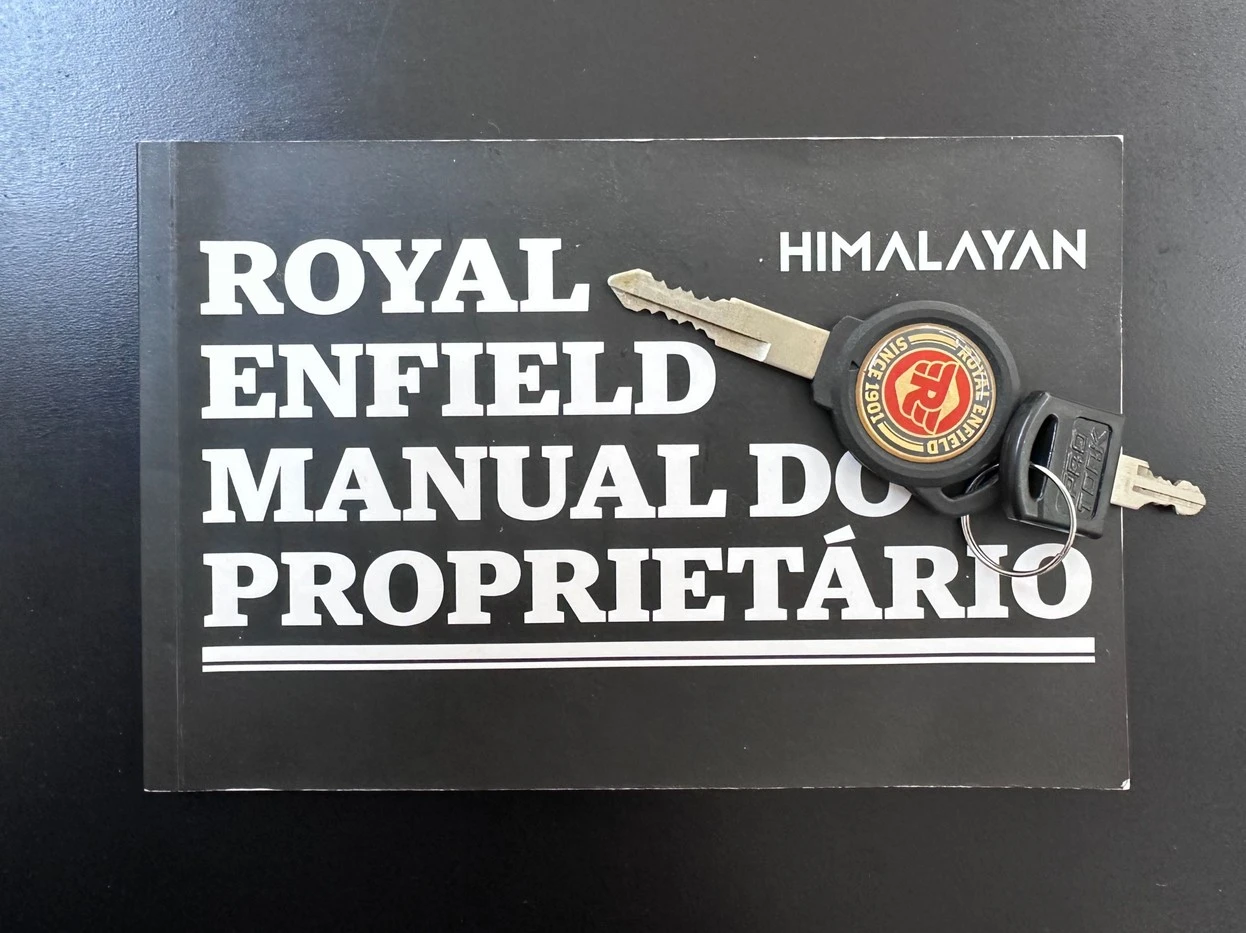 ROYAL
ENFIELD
MANUAL DO
PROPRIETÁRIO
HIMALAYAN
ROYAL ENFIELD
SINCE 1901
R